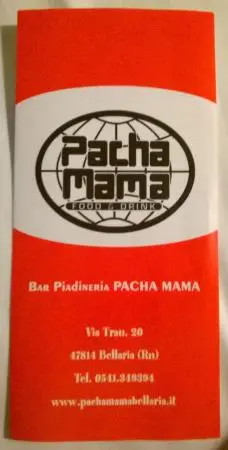 Pacha
Mama
FOOD & DRINK
BAR PIADINERIA PACHA MAMA
Via Trau, 20
47814 Bellaria (Rn)
Tel. 0541.349394
www.pachamamabellaria.it